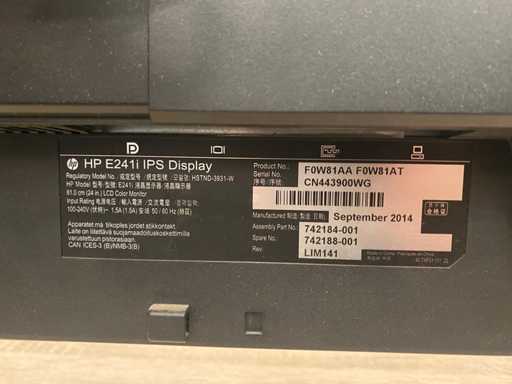 HP E241i IPS Display
Regulatory Model No./ HSTND-3931-W
HP Model/ E241i
61.0 cm (24 in.) LCD Color Monitor
Input Rating
100-240V 1.5A (1.5A) 50 / 60 Hz
Apparatet må tilkoples jordet stikkontakt.
Laite on liitettävä suojamaadoituskoskettimilla
varustettuun pistorasiaan.
CAN ICES-3 (B)/NMB-3(B)
Product No.: F0W81AA F0W81AT
Serial No.:
CN443900WG
Manufactured September 2014
Assembly Part No.: 742184-001
Spare No.: 742188-001
Rev: LIM141